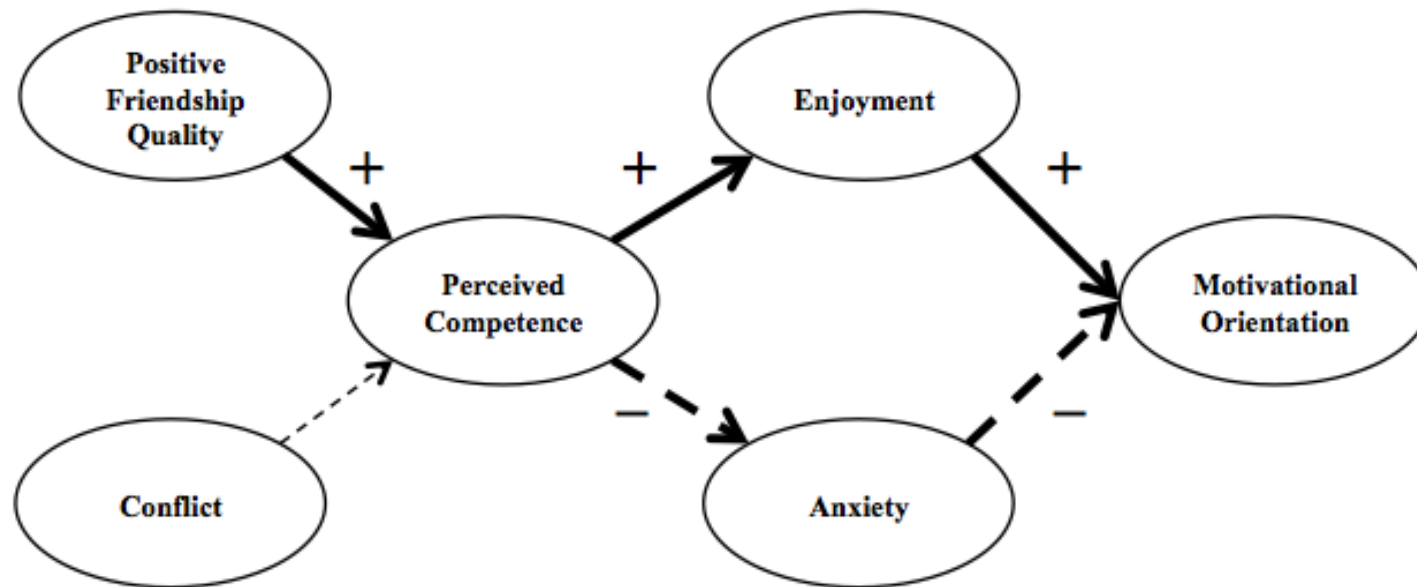 Positive
Friendship
Quality
Enjoyment
+
+
+
Perceived
Competence
Motivational
Orientation
−
−
Conflict
Anxiety